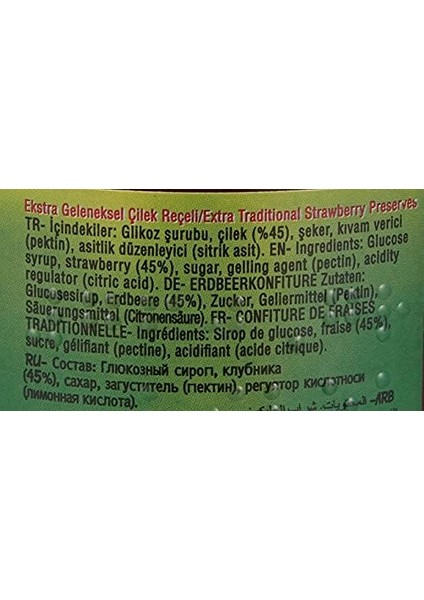 Ekstra Geleneksel Çilek Reçeli/Extra Traditional Strawberry Preserves
TR- İçindekiler: Glikoz şurubu, çilek (%45), şeker, kıvam verici
(pektin), asitlik düzenleyici (sitrik asit). EN- Ingredients: Glucose
syrup, strawberry (45%), sugar, gelling agent (pectin), acidity
regulator (citric acid). DE- ERDBEERKONFITURE Zutaten:
Glucosesirup, Erdbeere (45%), Zucker, Geliermittel (Pektin),
Säuerungsmittel (Citronensäure). FR- CONFITURE DE FRAISES
TRADITIONNELLE- Ingrédients: Sirop de glucose, fraise (45%),
sucre, gélifiant (pectine), acidifiant (acide citrique).
RU- Состав: Глюкозный сироп, клубника
(45%), сахар, загуститель (пектин), регуятор кислотноси
(лимонная кислота).
ARB-